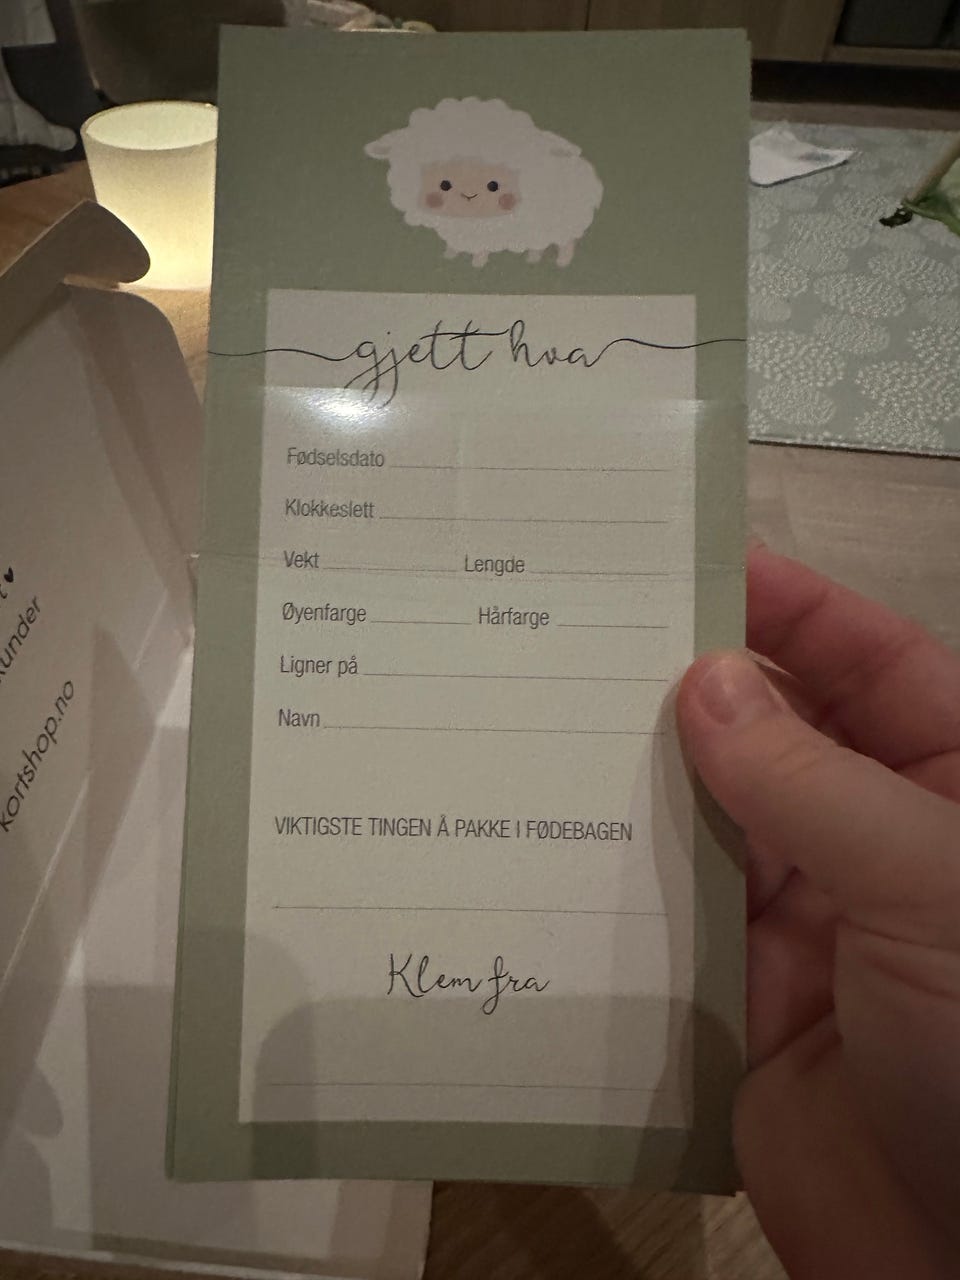 gjett hva
Fødselsdato
Klokkeslett
Vekt Lengde
Øyenfarge Hårfarge
Ligner på
Navn
VIKTIGSTE TINGEN Å PAKKE I FØDEBAGEN
Klem fra
kortshop.no